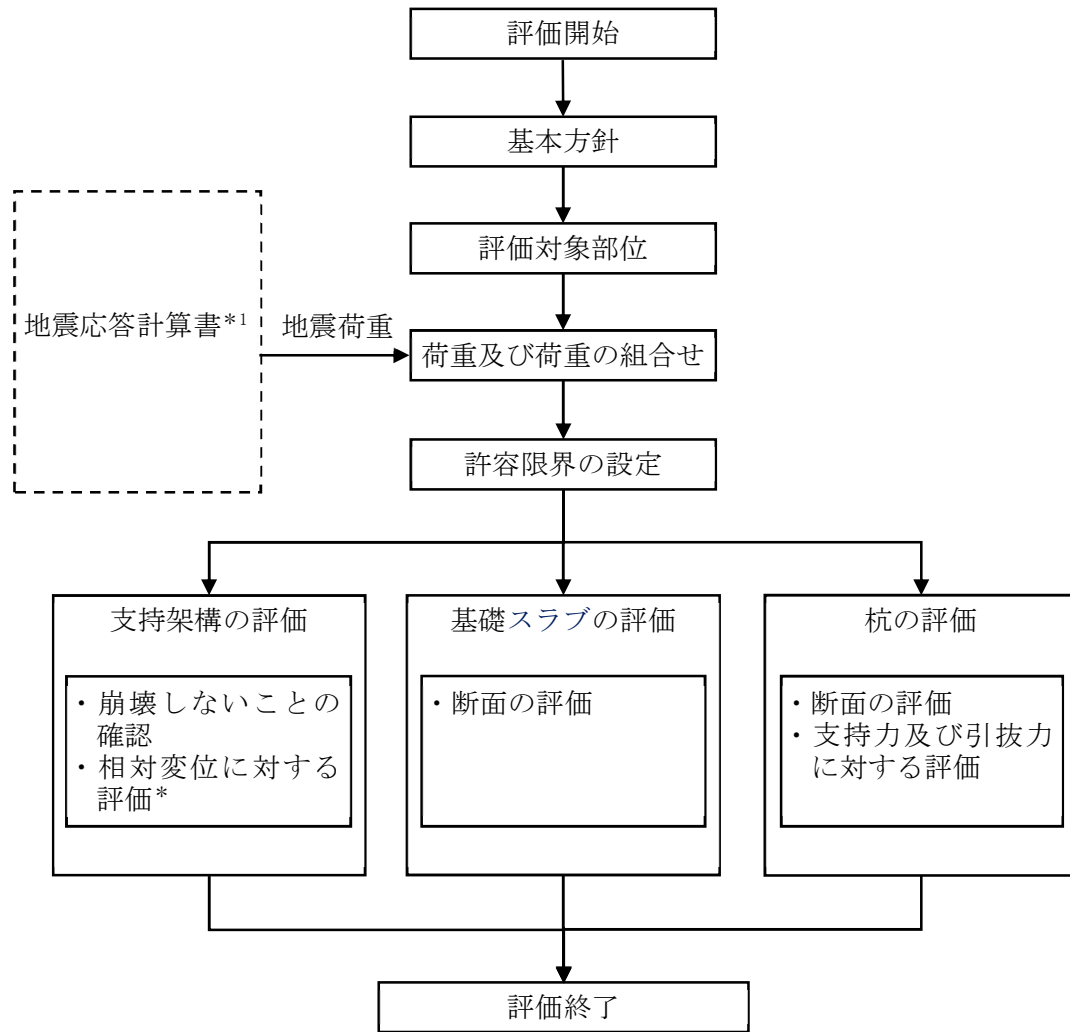 評価開始
基本方針
評価対象部位
地震応答計算書*1
地震荷重
荷重及び荷重の組合せ
許容限界の設定
支持架構の評価
・崩壊しないことの
確認
・相対変位に対する
評価*
基礎スラブの評価
・断面の評価
杭の評価
・断面の評価
・支持力及び引抜力
に対する評価
評価終了